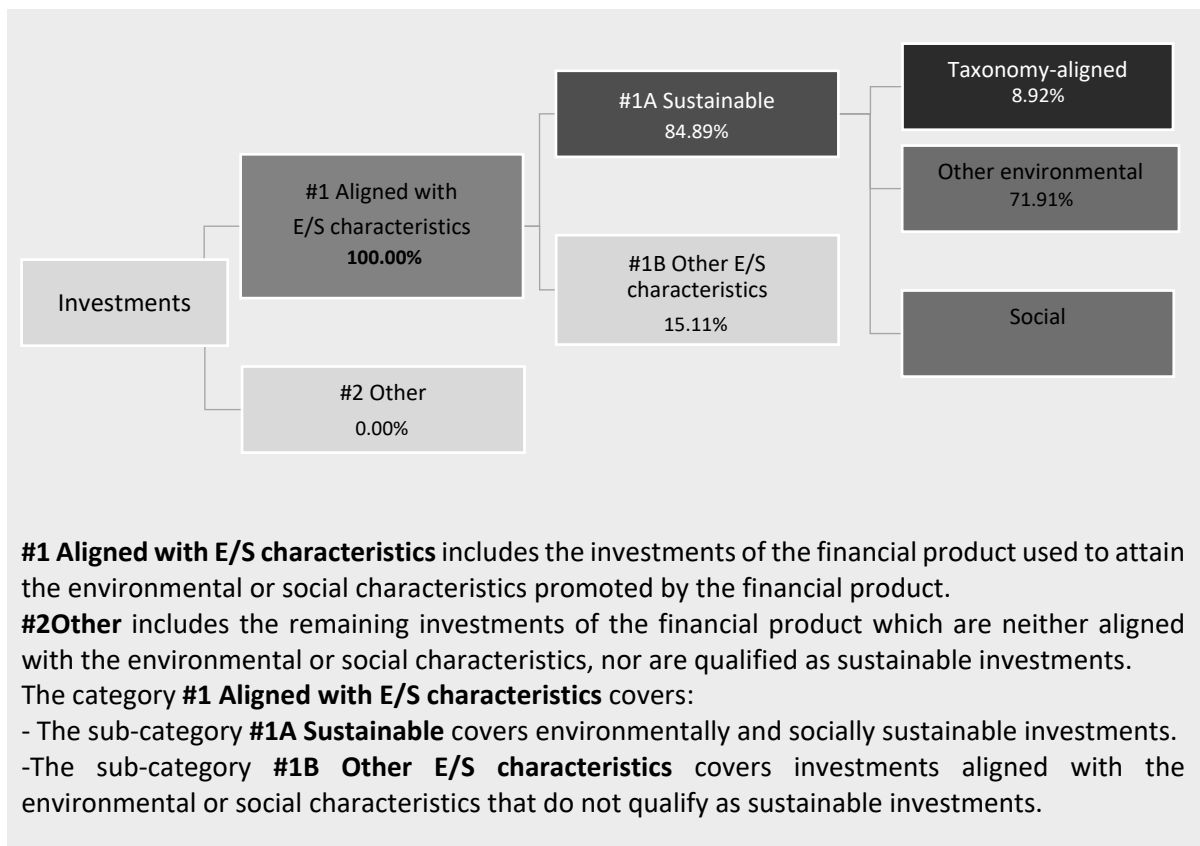 Investments
#1 Aligned with
E/S characteristics
100.00%
#2 Other
0.00%
#1A Sustainable
84.89%
#1B Other E/S
characteristics
15.11%
Taxonomy-aligned
8.92%
Other environmental
71.91%
Social
#1 Aligned with E/S characteristics includes the investments of the financial product used to attain
the environmental or social characteristics promoted by the financial product.
#2Other includes the remaining investments of the financial product which are neither aligned
with the environmental or social characteristics, nor are qualified as sustainable investments.
The category #1 Aligned with E/S characteristics covers:
- The sub-category #1A Sustainable covers environmentally and socially sustainable investments.
-The sub-category #1B Other E/S characteristics covers investments aligned with the
environmental or social characteristics that do not qualify as sustainable investments.